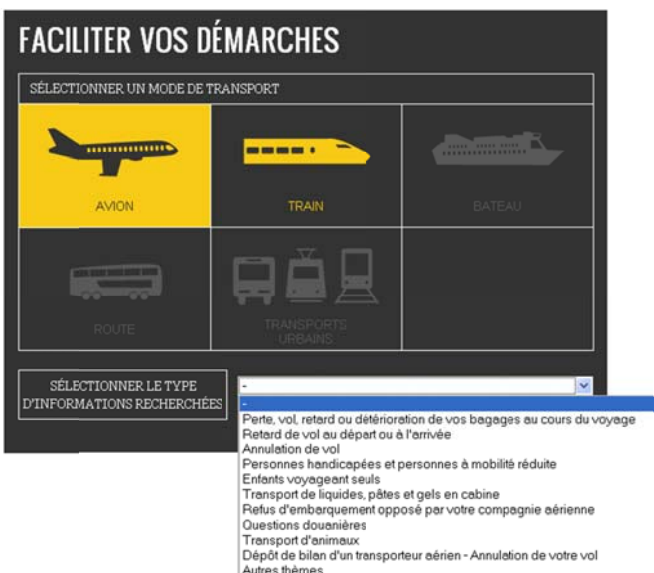 FACILITER VOS DÉMARCHES
SÉLECTIONNER UN MODE DE TRANSPORT
AVION
TRAIN
BATEAU
ROUTE
TRANSPORTS
URBAINS
SÉLECTIONNER LE TYPE
D'INFORMATIONS RECHERCHÉES
-
-
Perte, vol, retard ou détérioration de vos bagages au cours du voyage
Retard de vol au départ ou à l'arrivée
Annulation de vol
Personnes handicapées et personnes à mobilité réduite
Enfants voyageant seuls
Transport de liquides, pâtes et gels en cabine
Refus d'embarquement opposé par votre compagnie aérienne
Questions douanières
Transport d'animaux
Dépôt de bilan d'un transporteur aérien - Annulation de votre vol
Autres thèmes